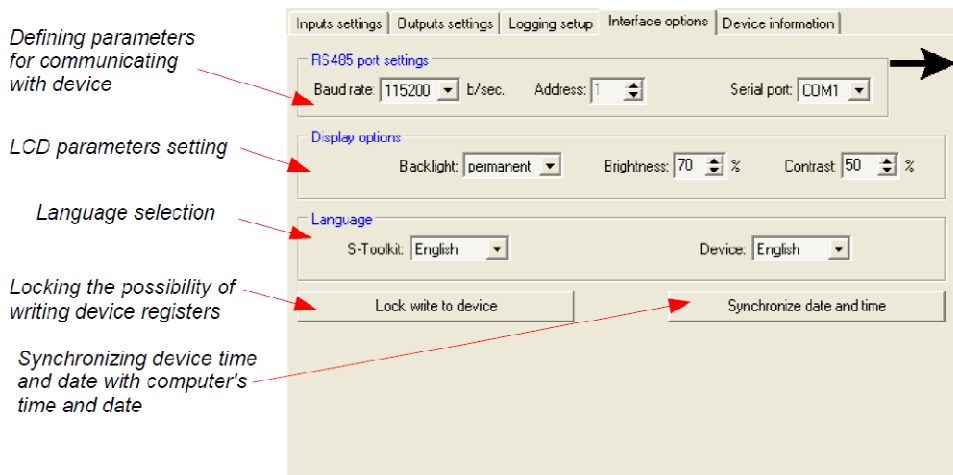 Inputs settings Outputs settings Logging setup Interface options Device information
Defining parameters
for communicating
with device
RS485 port settings
Baud rate: 115200 b/sec. Address: 1 Serial port: COM1
Display options
LCD parameters setting
Backlight: permanent Brightness: 70 % Contrast: 50 %
Language selection
Language
S-Toolkit: English Device: English
Locking the possibility of
writing device registers
Lock write to device Synchronize date and time
Synchronizing device time
and date with computer's
time and date